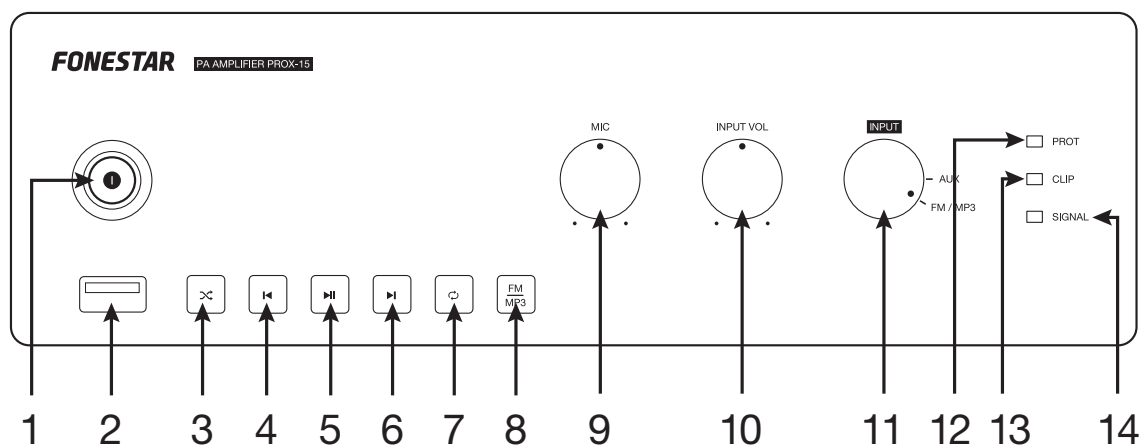 FONESTAR PA AMPLIFIER PROX-15
MIC
INPUT VOL
INPUT
PROT
AUX
CLIP
FM / MP3
SIGNAL
FM
MP3
1 2 3 4 5 6 7 8 9 10 11 12 13 14